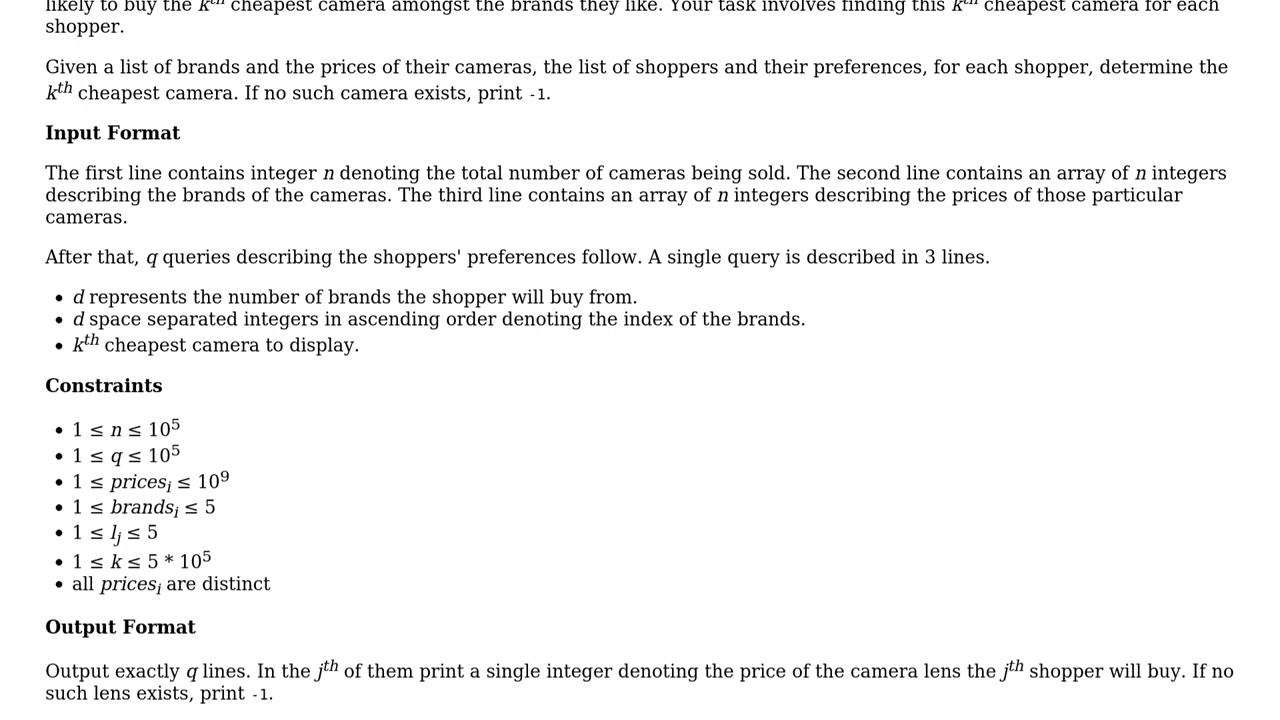 likely to buy the kth cheapest camera amongst the brands they like. Your task involves finding this kth cheapest camera for each
shopper.
Given a list of brands and the prices of their cameras, the list of shoppers and their preferences, for each shopper, determine the
kth cheapest camera. If no such camera exists, print -1.
Input Format
The first line contains integer n denoting the total number of cameras being sold. The second line contains an array of n integers
describing the brands of the cameras. The third line contains an array of n integers describing the prices of those particular
cameras.
After that, q queries describing the shoppers' preferences follow. A single query is described in 3 lines.
• d represents the number of brands the shopper will buy from.
• d space separated integers in ascending order denoting the index of the brands.
• kth cheapest camera to display.
Constraints
• 1 ≤ n ≤ 10^5
• 1 ≤ q ≤ 10^5
• 1 ≤ prices_i ≤ 10^9
• 1 ≤ brands_i ≤ 5
• 1 ≤ l_j ≤ 5
• 1 ≤ k ≤ 5 * 10^5
• all prices_i are distinct
Output Format
Output exactly q lines. In the jth of them print a single integer denoting the price of the camera lens the jth shopper will buy. If no
such lens exists, print -1.